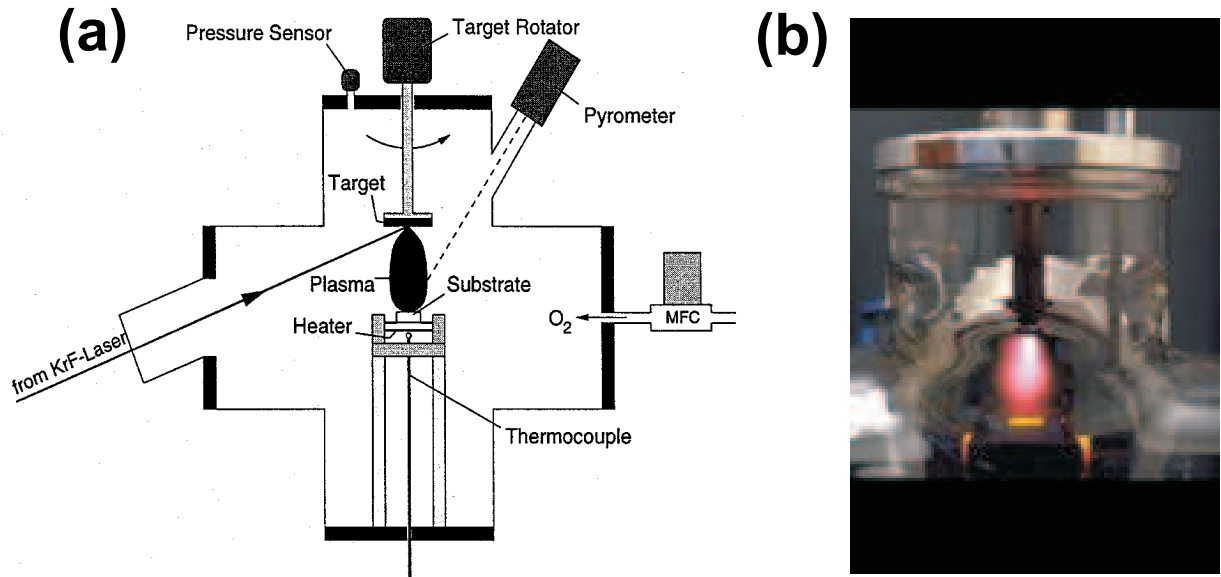 (a)
Pressure Sensor
Target Rotator
Pyrometer
Target
Plasma
Substrate
Heater
O2
MFC
from KrF-Laser
Thermocouple
(b)